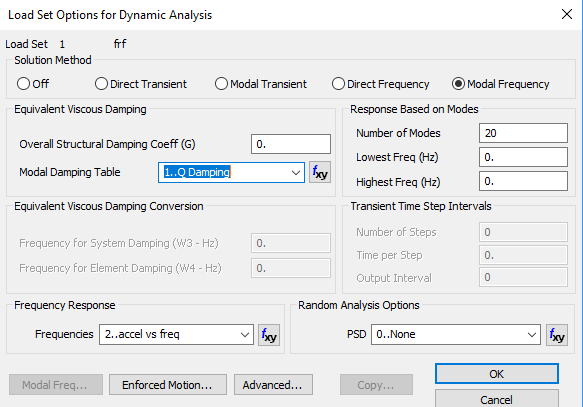 Load Set Options for Dynamic Analysis
Load Set 1 frf
Solution Method
Off Direct Transient Modal Transient Direct Frequency Modal Frequency
Equivalent Viscous Damping
Overall Structural Damping Coeff (G) 0.
Modal Damping Table 1..Q Damping fxy
Response Based on Modes
Number of Modes 20
Lowest Freq (Hz) 0.
Highest Freq (Hz) 0.
Equivalent Viscous Damping Conversion
Frequency for System Damping (W3 - Hz) 0.
Frequency for Element Damping (W4 - Hz) 0.
Transient Time Step Intervals
Number of Steps 0
Time per Step 0.
Output Interval 0
Frequency Response
Frequencies 2..accel vs freq fxy
Random Analysis Options
PSD 0..None fxy
Modal Freq... Enforced Motion... Advanced... Copy... OK
Cancel